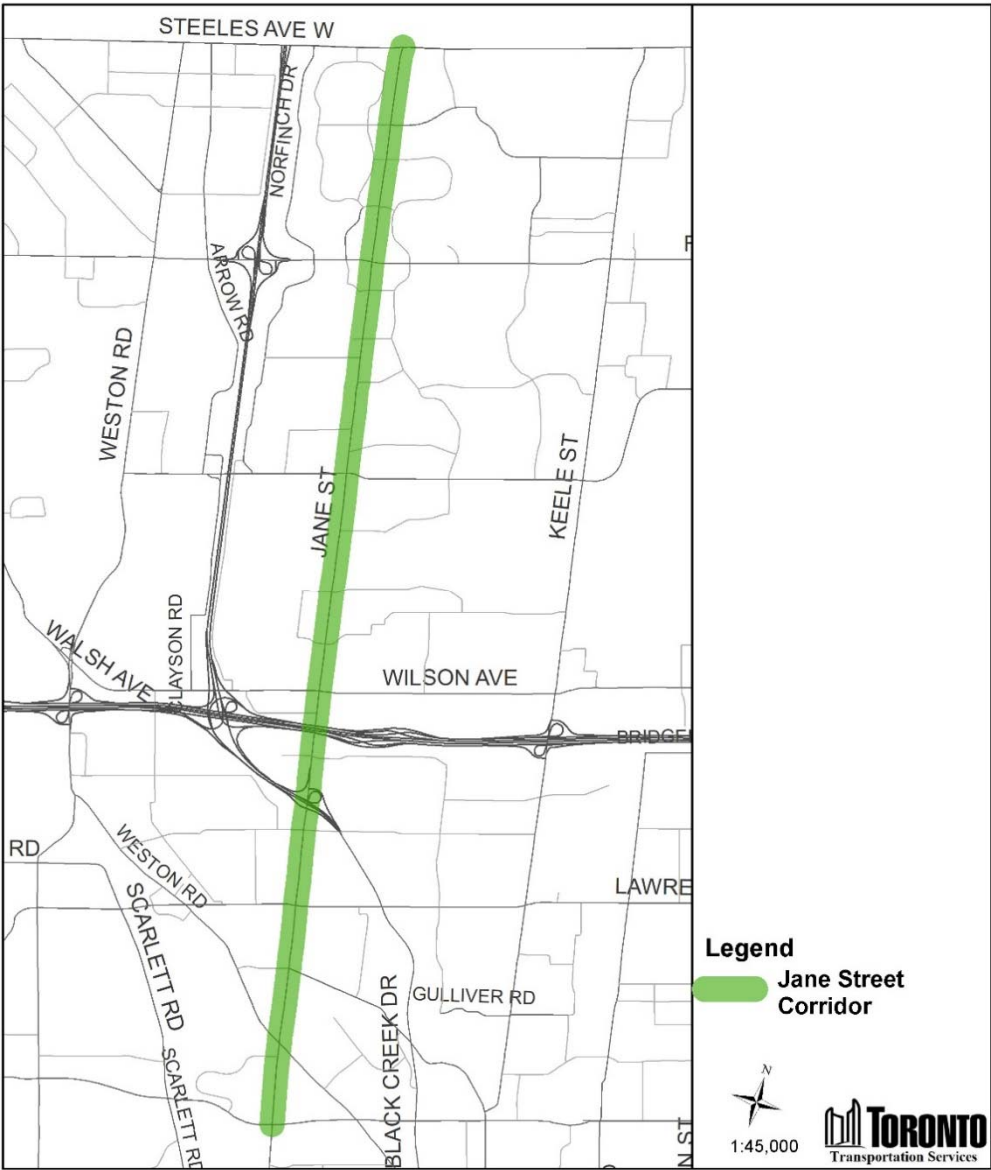 STEELES AVE W
NORFINCH DR
ARROW RD
WESTON RD
JANE ST
KEELE ST
WALSH AVE
CLAYSON RD
WILSON AVE
BRIDGE
RD
WESTON RD
LAWRE
SCARLETT RD
GULLIVER RD
BLACK CREEK DR
SCARLETT RD
N ST
Legend
Jane Street
Corridor
N
1:45,000
TORONTO
Transportation Services